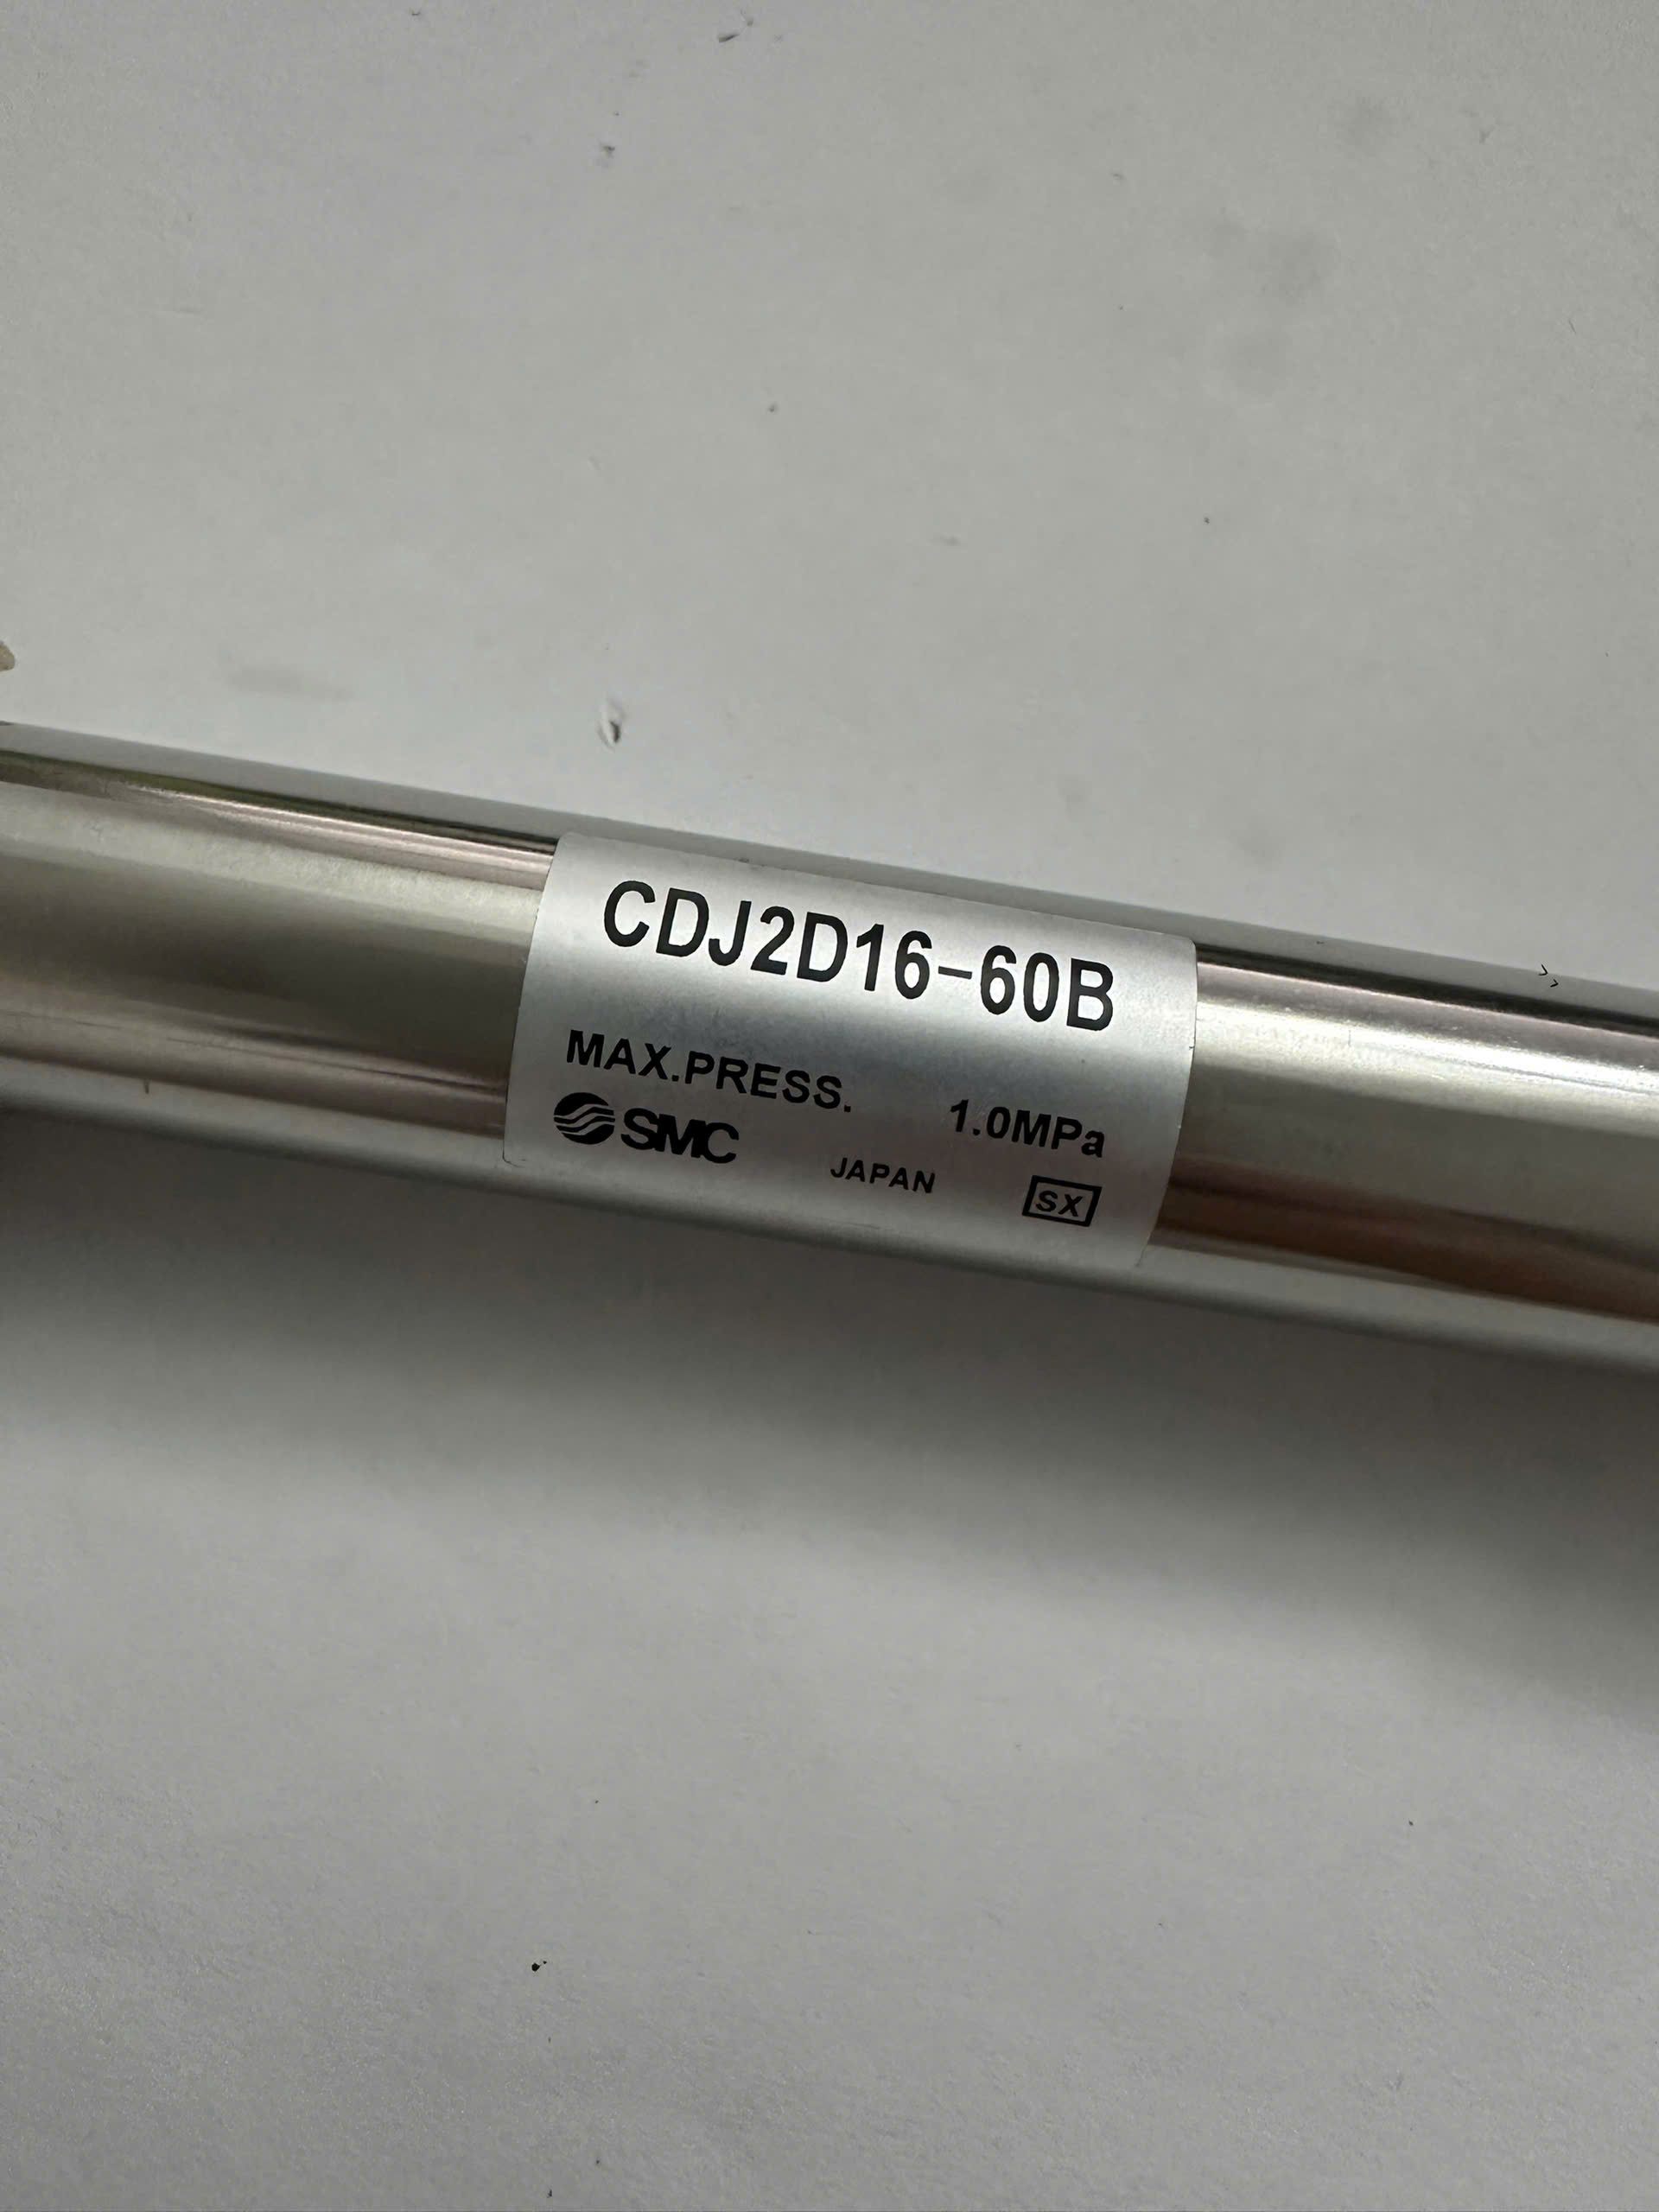 CDJ2D16-60B
MAX.PRESS. 1.0MPa
SMC JAPAN SX